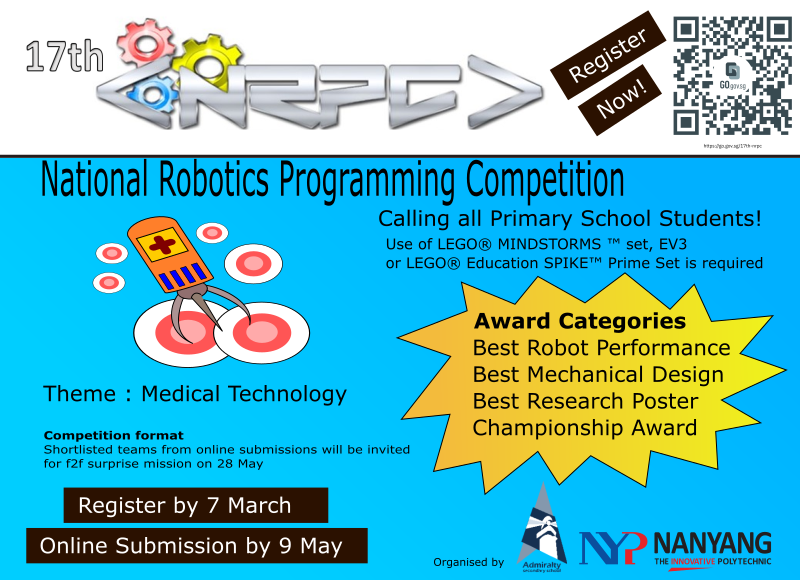 17th
<NRPC>
Register
Now!
GOgov.sg
https://go.gov.sg/17th-nrpc
National Robotics Programming Competition
Calling all Primary School Students!
Use of LEGO® MINDSTORMS ™ set, EV3
or LEGO® Education SPIKE™ Prime Set is required
Award Categories
Best Robot Performance
Best Mechanical Design
Best Research Poster
Championship Award
Theme : Medical Technology
Competition format
Shortlisted teams from online submissions will be invited
for f2f surprise mission on 28 May
Register by 7 March
Online Submission by 9 May
Organised by
Admiralty
secondary school
NYP NANYANG
THE INNOVATIVE POLYTECHNIC